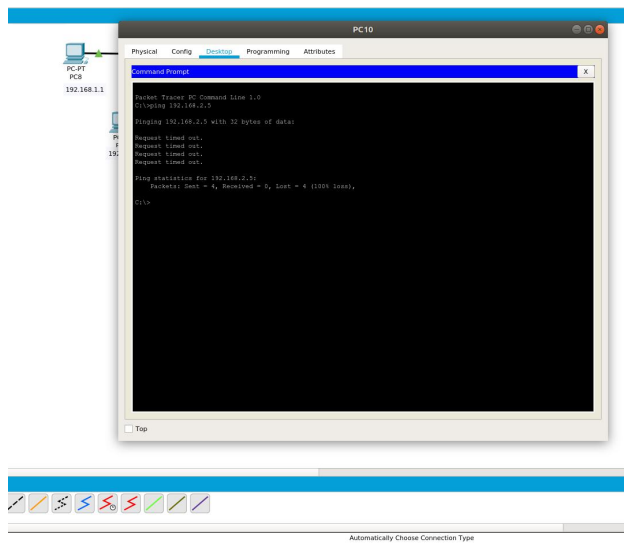 PC10
Physical Config Desktop Programming Attributes
PC-PT
PC8
192.168.1.1
Command Prompt X
Packet Tracer PC Command Line 1.0
C:\>ping 192.168.2.5
Pinging 192.168.2.5 with 32 bytes of data:
Request timed out.
Request timed out.
Request timed out.
Request timed out.
Ping statistics for 192.168.2.5:
Packets: Sent = 4, Received = 0, Lost = 4 (100% loss),
C:\>
Top
Automatically Choose Connection Type